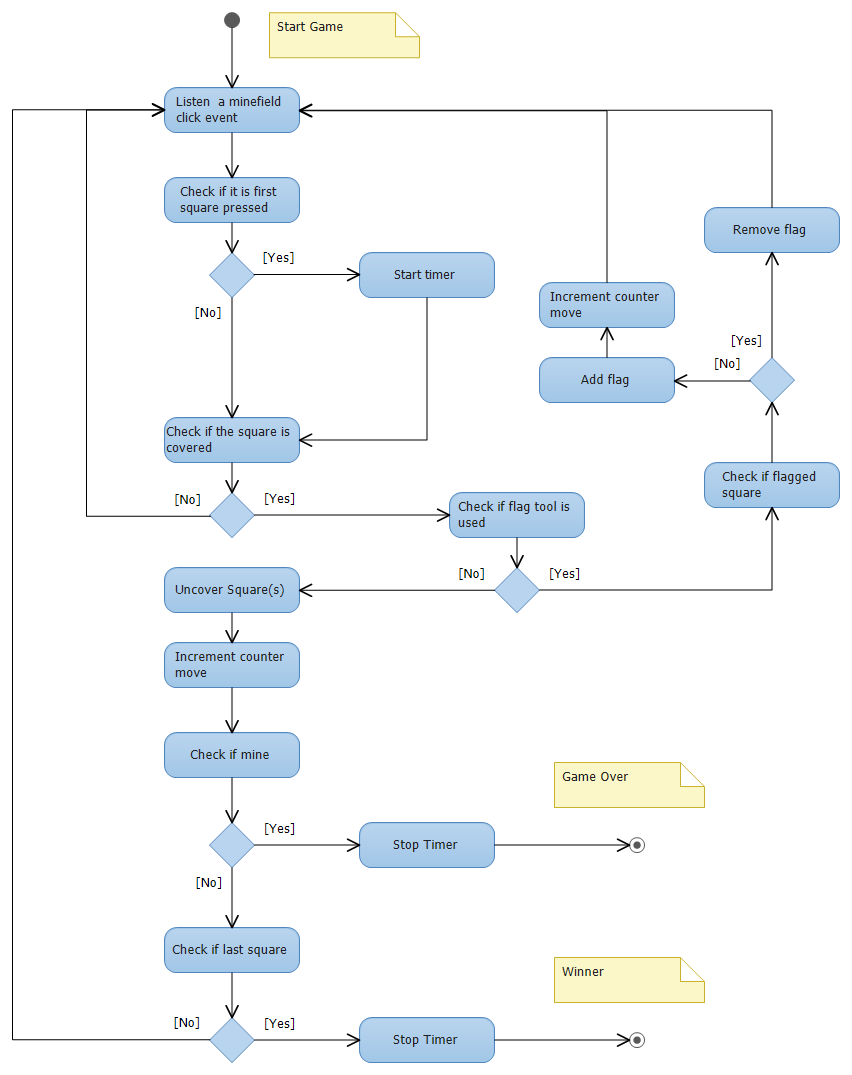 Start Game
Listen  a minefield
click event
Check if it is first
square pressed
[Yes]
Start timer
[No]
Remove flag
Increment counter
move
[Yes]
[No]
Add flag
Check if the square is
covered
[No]
[Yes]
Check if flag tool is
used
Check if flagged
square
[No]
[Yes]
Uncover Square(s)
Increment counter
move
Check if mine
Game Over
[Yes]
Stop Timer
[No]
Check if last square
Winner
[No]
[Yes]
Stop Timer